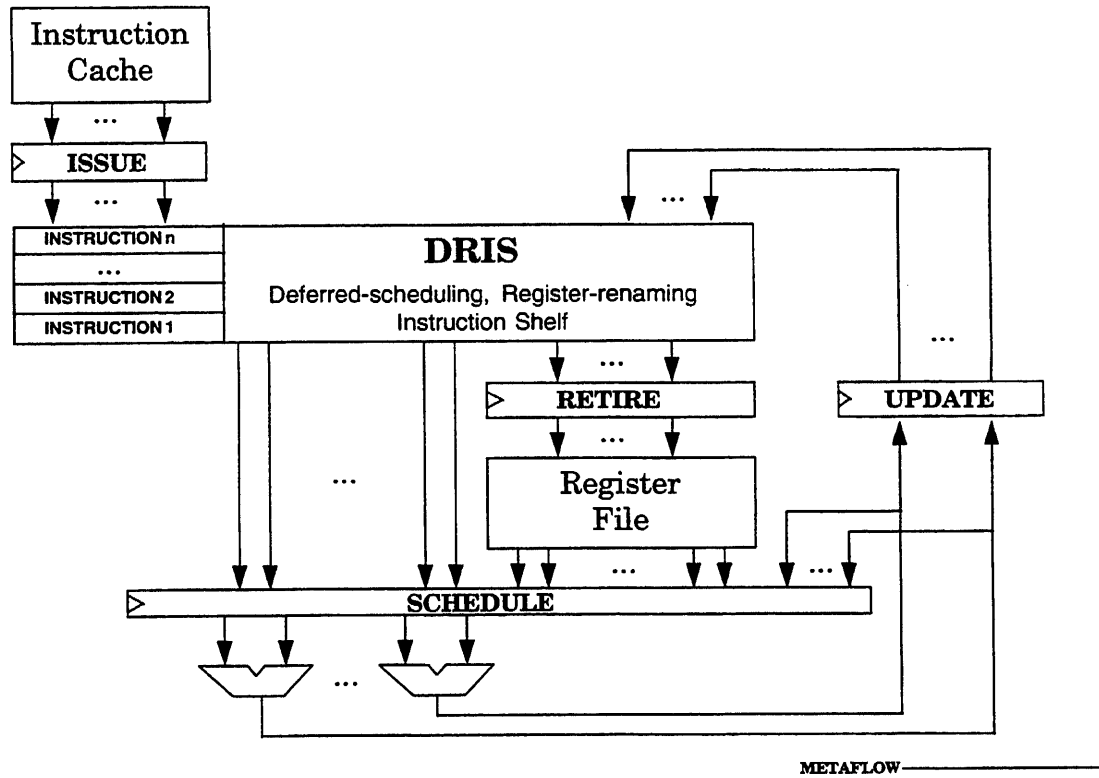 Instruction
Cache
...
ISSUE
...
...
INSTRUCTION n
...
INSTRUCTION 2
INSTRUCTION 1
DRIS
Deferred-scheduling, Register-renaming
Instruction Shelf
...
...
RETIRE
UPDATE
...
...
Register
File
...
...
SCHEDULE
...
METAFLOW